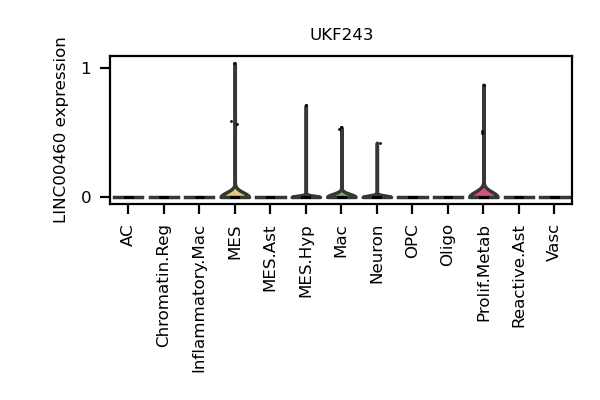 UKF243
LINC00460 expression
1
0
AC
Chromatin.Reg
Inflammatory.Mac
MES
MES.Ast
MES.Hyp
Mac
Neuron
OPC
Oligo
Prolif.Metab
Reactive.Ast
Vasc